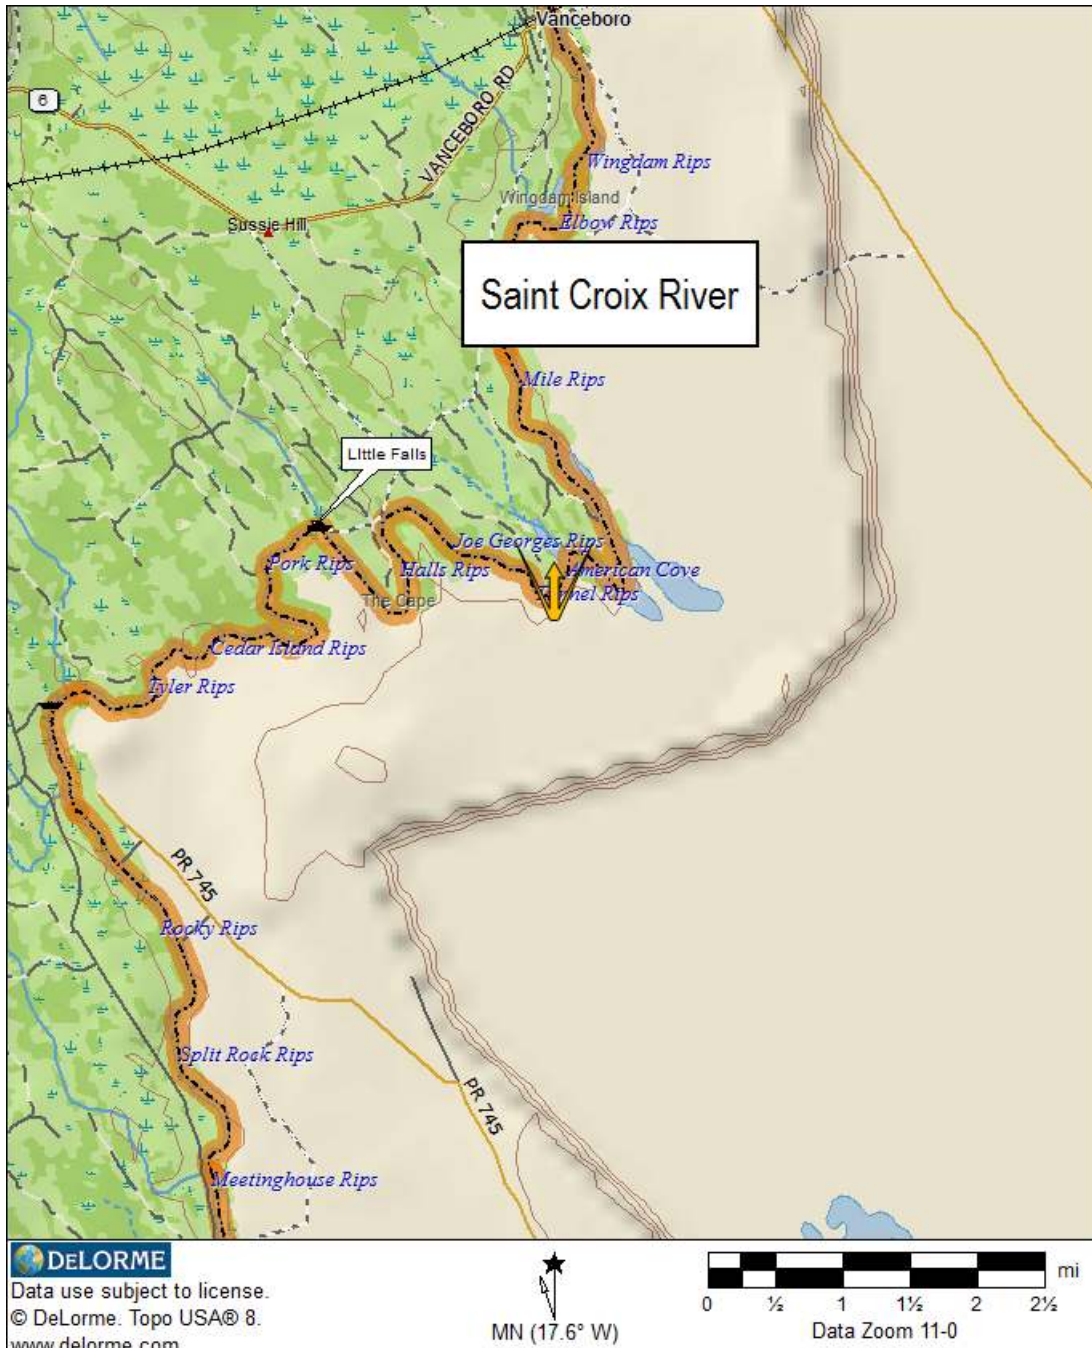 Vanceboro
6
VANCEBORO RD
Wingdam Rips
Wingdam Island
Sussie Hill
Elbow Rips
Saint Croix River
Mile Rips
LIttle Falls
Joe Georges Rips
Pork Rips
Halls Rips
American Cove
The Cape
Rips
Cedar Island Rips
Tyler Rips
PR 745
Rocky Rips
Split Rock Rips
PR 745
Meetinghouse Rips
DELORME
Data use subject to license.
© DeLorme. Topo USA® 8.
www.delorme.com
MN (17.6° W)
mi
0 ½ 1 1½ 2 2½
Data Zoom 11-0